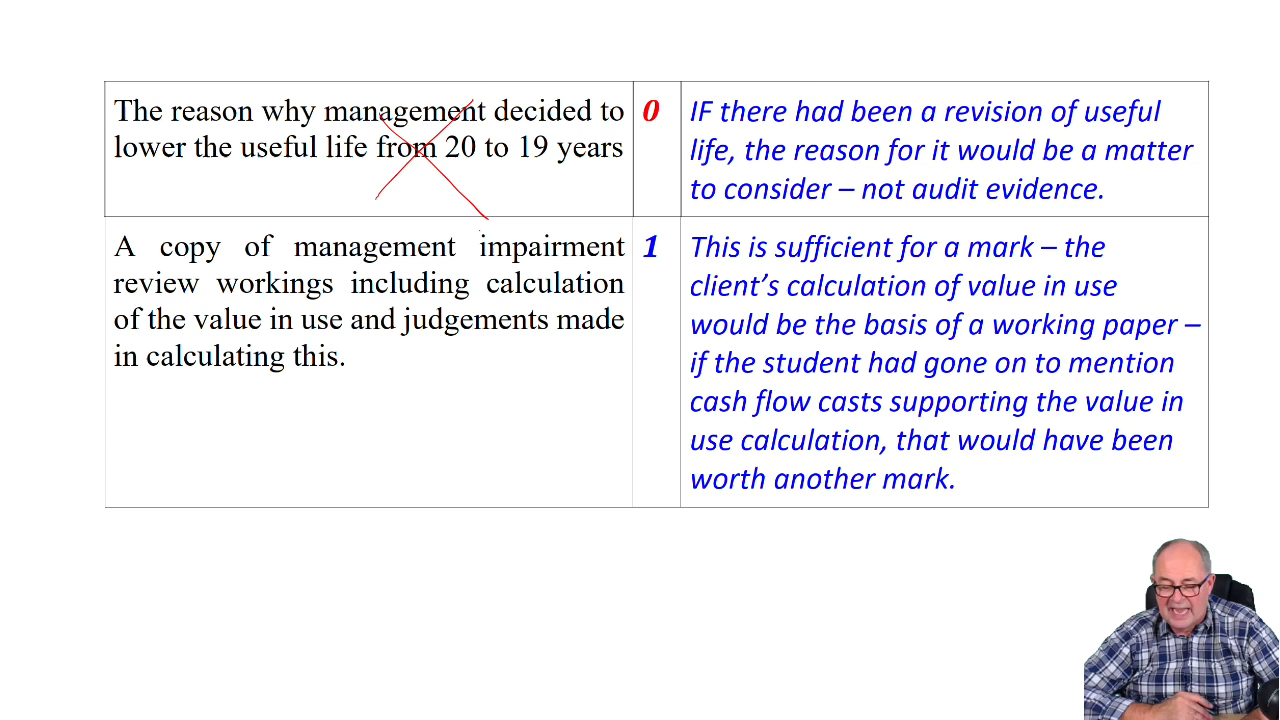 The reason why management decided to
lower the useful life from 20 to 19 years
0
IF there had been a revision of useful
life, the reason for it would be a matter
to consider – not audit evidence.
A copy of management impairment
review workings including calculation
of the value in use and judgements made
in calculating this.
1
This is sufficient for a mark – the
client’s calculation of value in use
would be the basis of a working paper –
if the student had gone on to mention
cash flow casts supporting the value in
use calculation, that would have been
worth another mark.